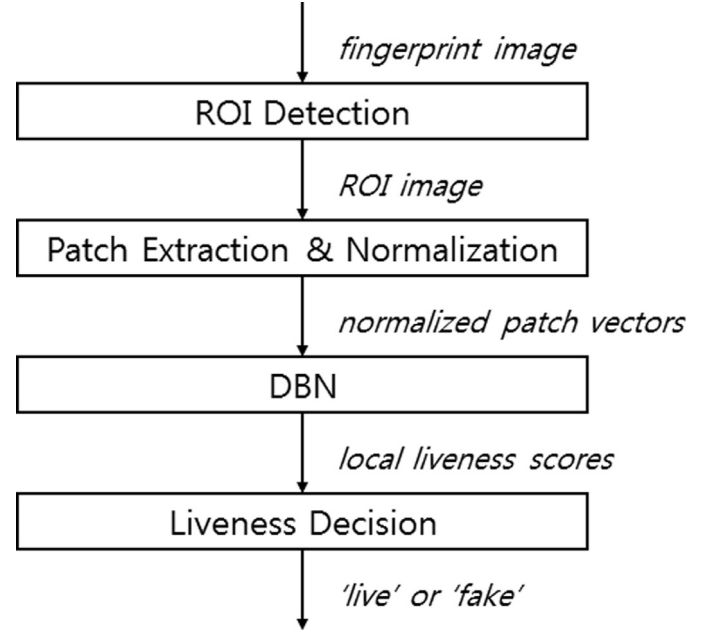 fingerprint image
ROI Detection
ROI image
Patch Extraction & Normalization
normalized patch vectors
DBN
local liveness scores
Liveness Decision
'live' or 'fake'